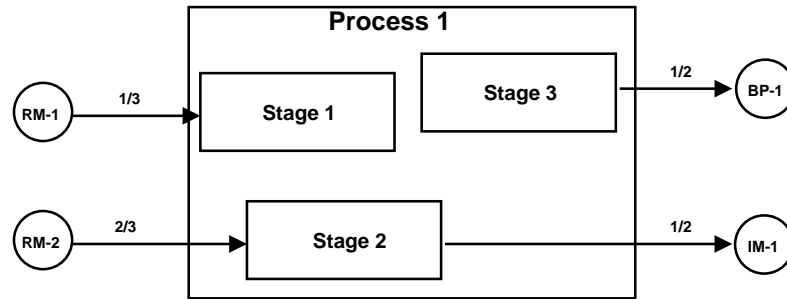 Process 1
RM-1
1/3
Stage 1
Stage 3
1/2
BP-1
RM-2
2/3
Stage 2
1/2
IM-1